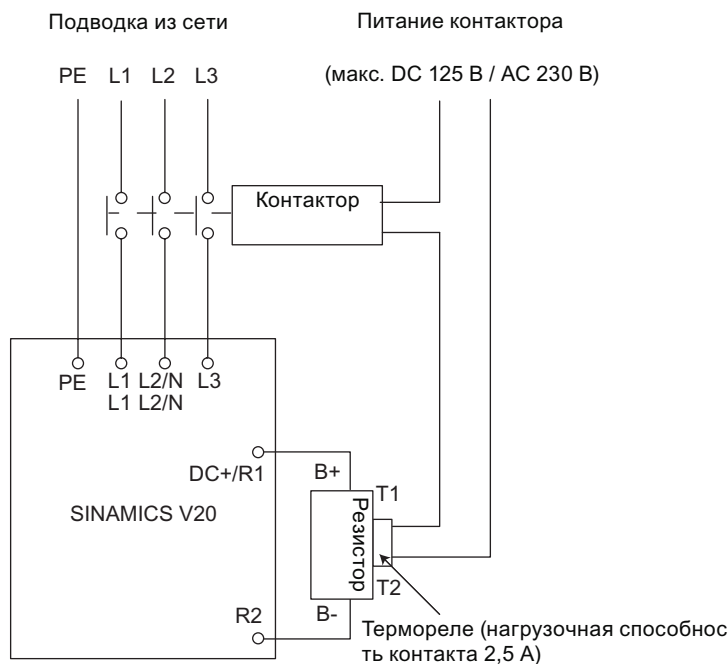 Подводка из сети
Питание контактора
(макс. DC 125 В / AC 230 В)
PE L1 L2 L3
Контактор
PE L1 L2/N L3
L1 L2/N
DC+/R1
B+
T1
SINAMICS V20
Резистор
T2
R2
B-
Термореле (нагрузочная способнос
ть контакта 2,5 А)